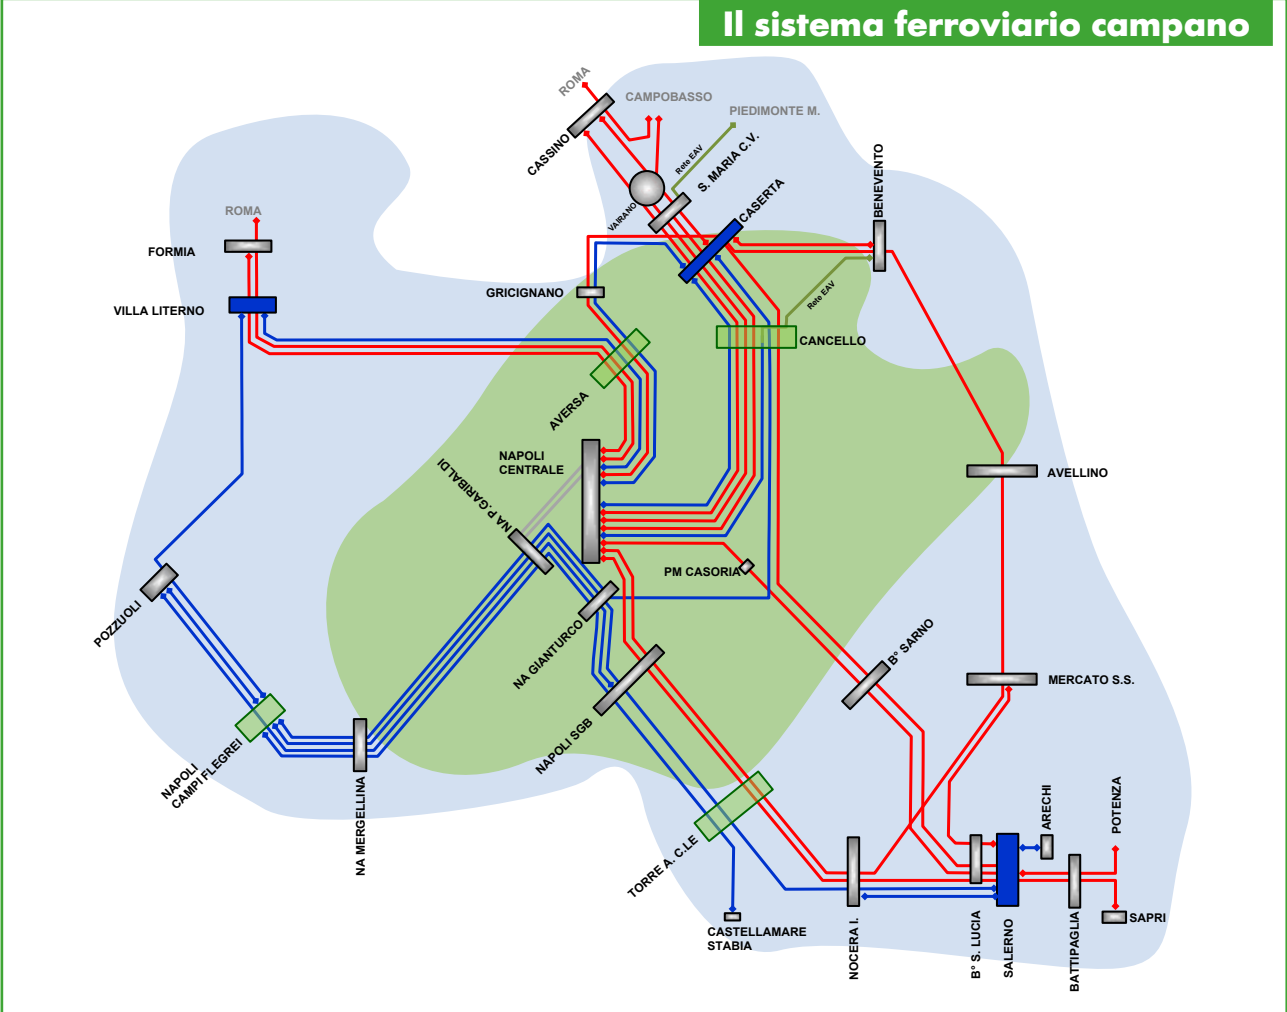 Il sistema ferroviario campano
ROMA
CAMPOBASSO
PIEDIMONTE M.
CASSINO
Rete EAV
S. MARIA C.V.
BENEVENTO
VAIRANO
CASERTA
ROMA
FORMIA
GRICIGNANO
VILLA LITERNO
Rete EAV
CANCELLO
AVERSA
NAPOLI
CENTRALE
NA P.GARIBALDI
AVELLINO
PM CASORIA
POZZUOLI
NA GIANTURCO
B° SARNO
MERCATO S.S.
NAPOLI SGB
NAPOLI
CAMPI FLEGREI
NA MERGELLINA
TORRE A. C.LE
ARECHI
POTENZA
CASTELLAMARE
STABIA
NOCERA I.
B° S. LUCIA
SALERNO
BATTIPAGLIA
SAPRI